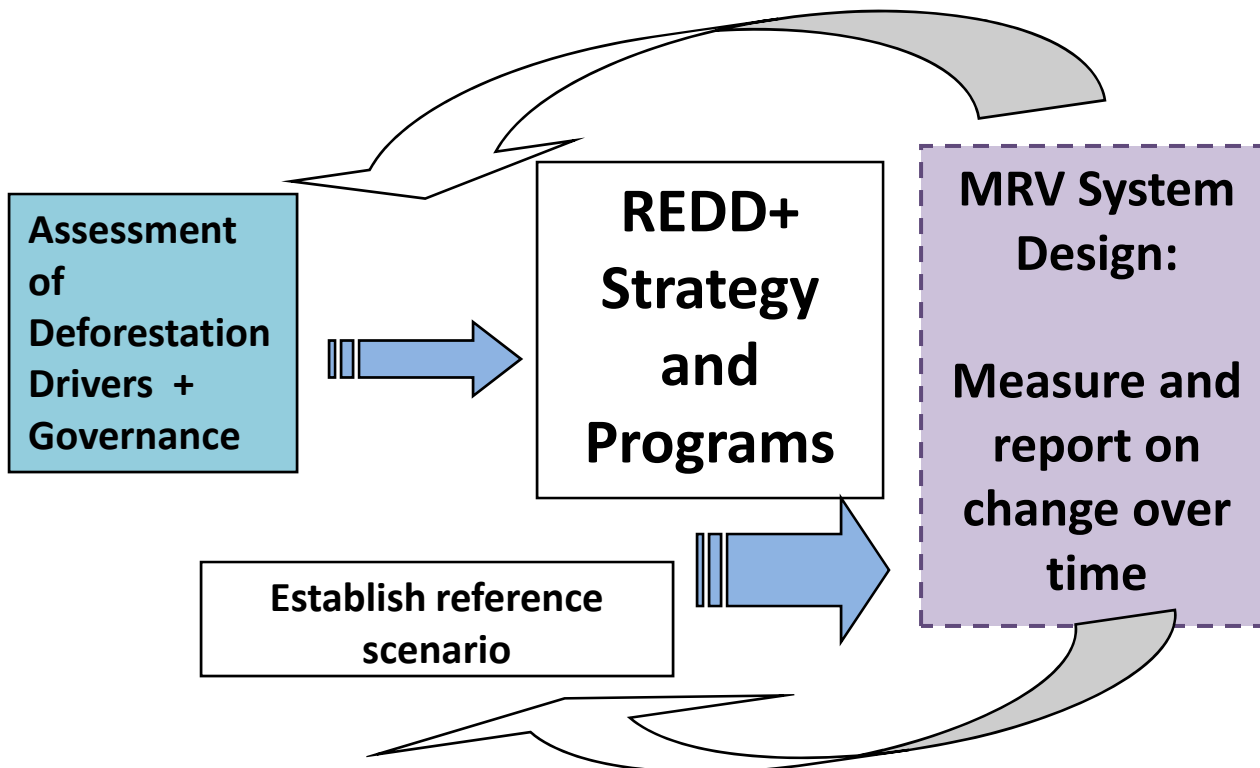 Assessment
of
Deforestation
Drivers +
Governance
REDD+
Strategy
and
Programs
MRV System
Design:
Measure and
report on
change over
time
Establish reference
scenario